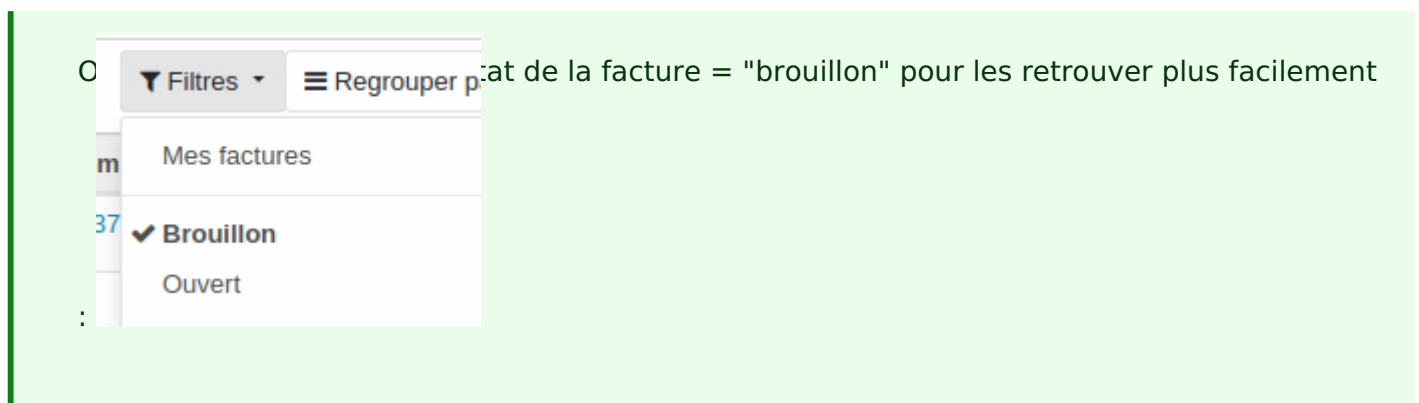 O tat de la facture = "brouillon" pour les retrouver plus facilement
Filtres Regrouper p
m Mes factures
37 Brouillon
Ouvert
: